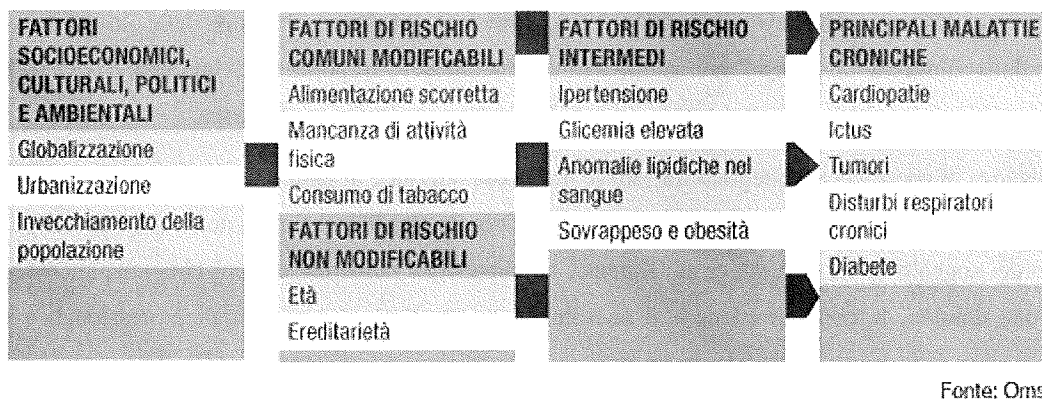 FATTORI
SOCIOECONOMICI,
CULTURALI, POLITICI
E AMBIENTALI
Globalizzazione
Urbanizzazione
Invecchiamento della
popolazione
FATTORI DI RISCHIO
COMUNI MODIFICABILI
Alimentazione scorretta
Mancanza di attività
fisica
Consumo di tabacco
FATTORI DI RISCHIO
NON MODIFICABILI
Età
Ereditarietà
FATTORI DI RISCHIO
INTERMEDI
Ipertensione
Glicemia elevata
Anomalie lipidiche nel
sangue
Sovrappeso e obesità
PRINCIPALI MALATTIE
CRONICHE
Cardiopatie
Ictus
Tumori
Disturbi respiratori
cronici
Diabete
Fonte: Oms